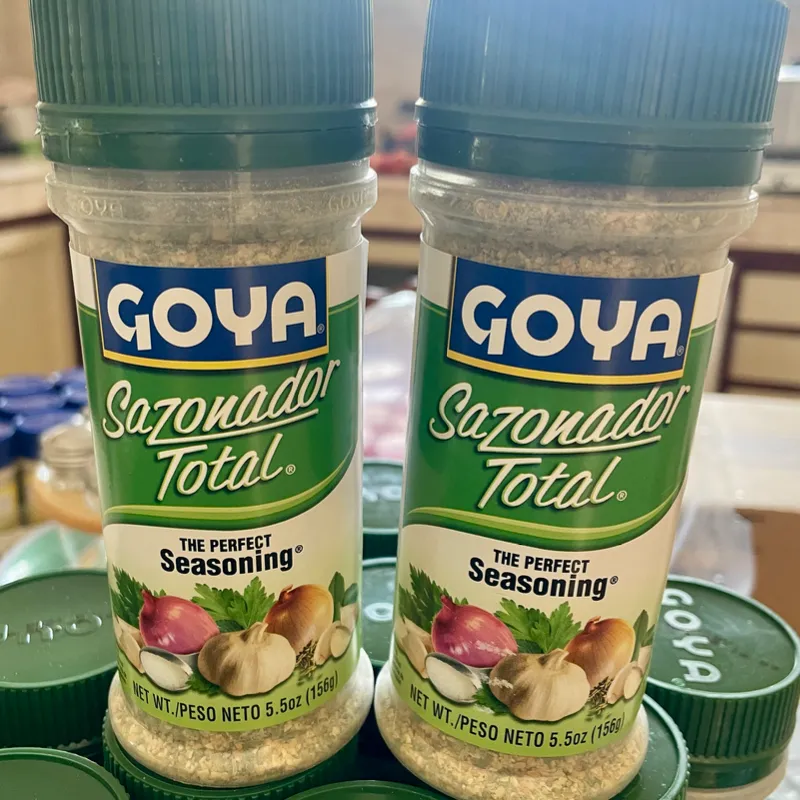 GOYA®
Sazonador
Total®
THE PERFECT
Seasoning®
NET WT./PESO NETO 5.5oz (156g)
GOYA®
Sazonador
Total®
THE PERFECT
Seasoning®
NET WT./PESO NETO 5.5oz (156g)
GOYA